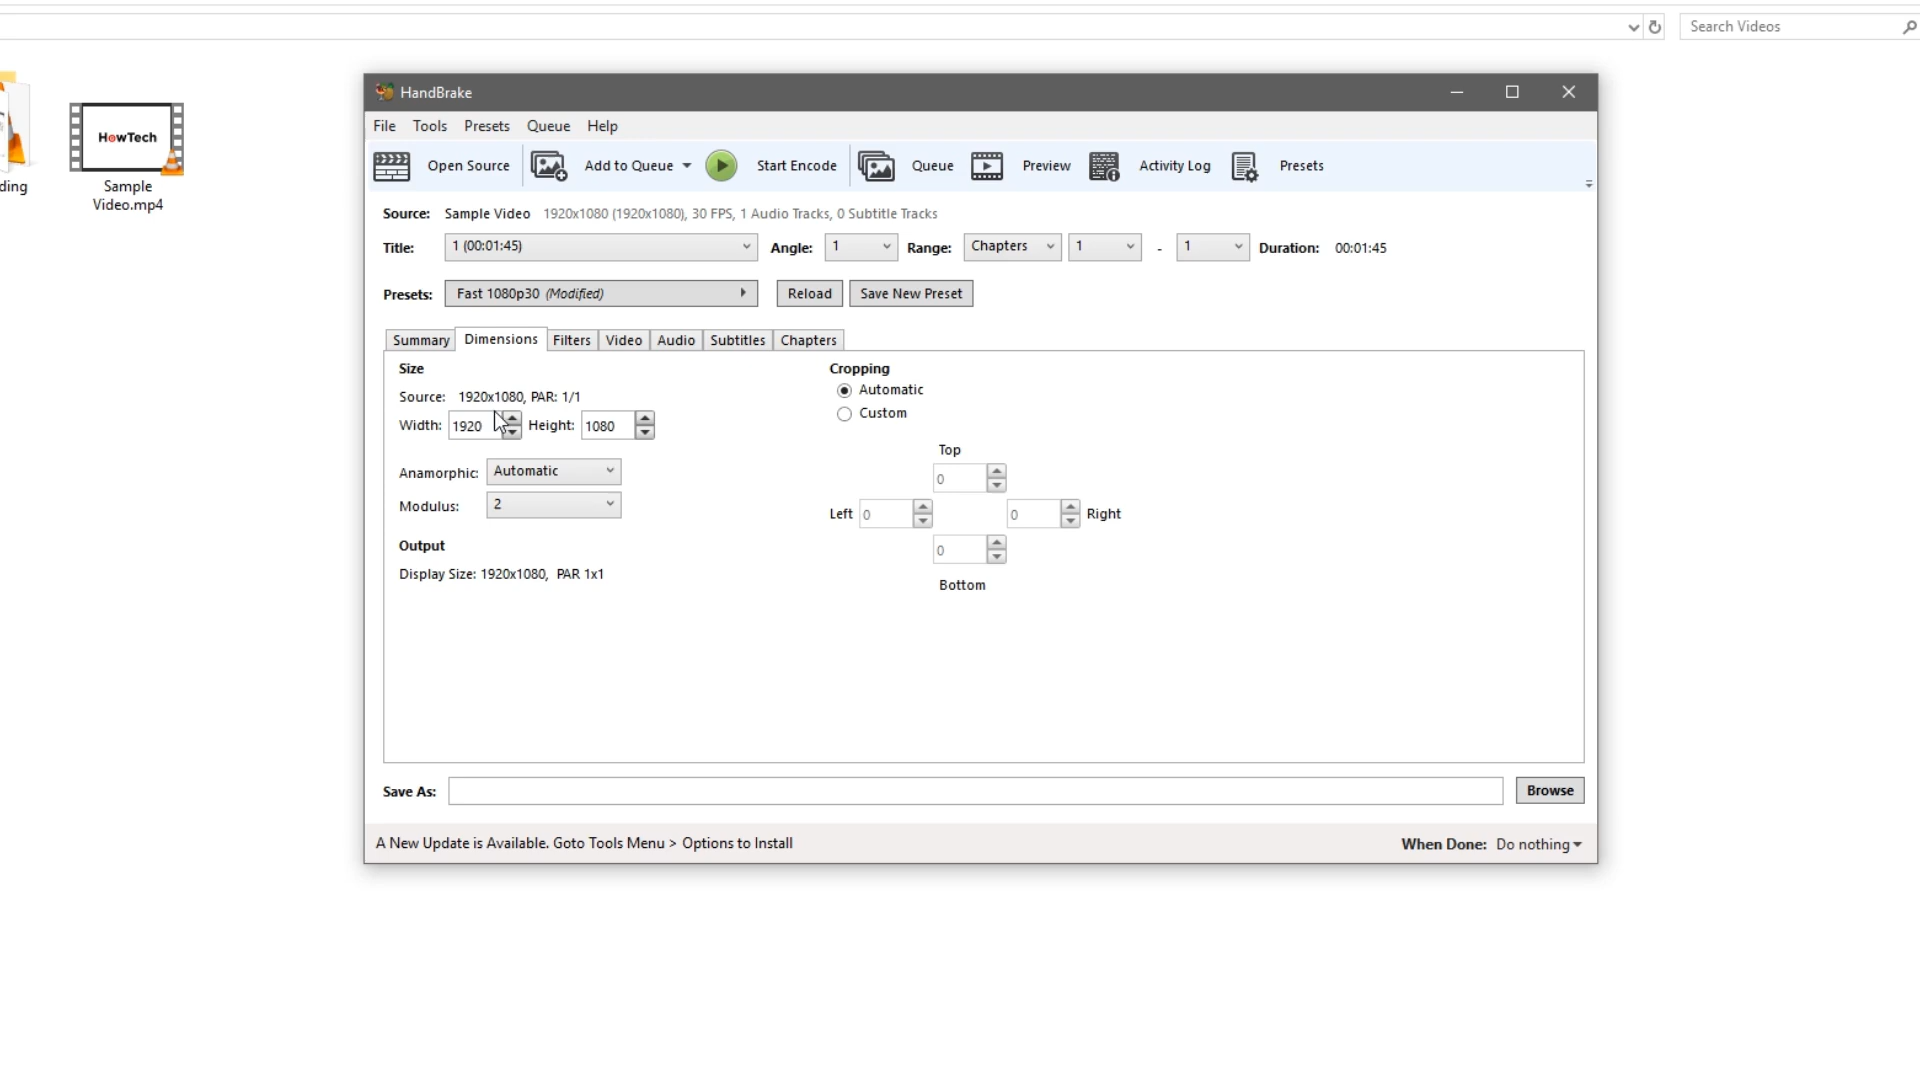 Search Videos
HowTech
ding
Sample
Video.mp4
HandBrake
File Tools Presets Queue Help
Open Source Add to Queue Start Encode Queue Preview Activity Log Presets
Source: Sample Video 1920x1080 (1920x1080), 30 FPS, 1 Audio Tracks, 0 Subtitle Tracks
Title: 1 (00:01:45) Angle: 1 Range: Chapters 1 - 1 Duration: 00:01:45
Presets: Fast 1080p30 (Modified) Reload Save New Preset
Summary Dimensions Filters Video Audio Subtitles Chapters
Size
Source: 1920x1080, PAR: 1/1
Width: 1920 Height: 1080
Anamorphic: Automatic
Modulus: 2
Output
Display Size: 1920x1080, PAR 1x1
Cropping
Automatic
Custom
Top
0
Left 0 0 Right
0
Bottom
Save As: Browse
A New Update is Available. Goto Tools Menu > Options to Install When Done: Do nothing